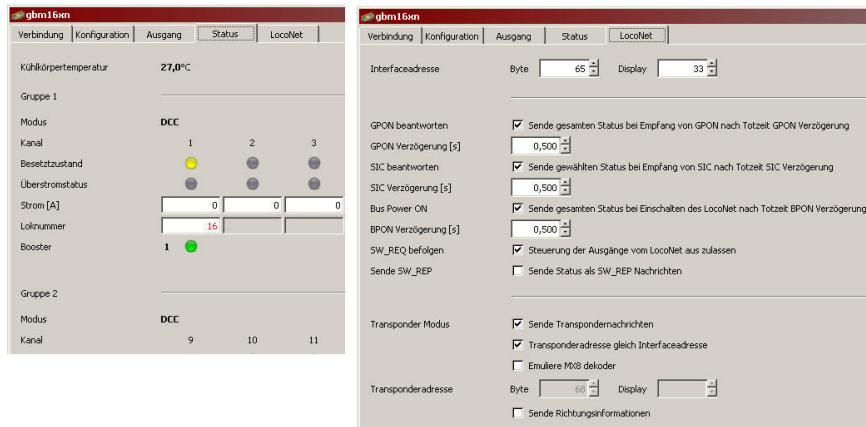 gbm16xn
Verbindung Konfiguration Ausgang Status LocoNet
Kühlkörpertemperatur 27,0°C
Gruppe 1
Modus DCC
Kanal 1 2 3
Besetztzustand
Überstromstatus
Strom [A] 0 0 0
Loknummer 16
Booster 1
Gruppe 2
Modus DCC
Kanal 9 10 11
gbm16xn
Verbindung Konfiguration Ausgang Status LocoNet
Interfaceadresse Byte 65 Display 33
GPON beantworten Sende gesamten Status bei Empfang von GPON nach Totzeit GPON Verzögerung
GPON Verzögerung [s] 0,500
SIC beantworten Sende gewählten Status bei Empfang von SIC nach Totzeit SIC Verzögerung
SIC Verzögerung [s] 0,500
Bus Power ON Sende gesamten Status bei Einschalten des LocoNet nach Totzeit BPON Verzögerung
BPON Verzögerung [s] 0,500
SW_REQ befolgen Steuerung der Ausgänge vom LocoNet aus zulassen
Sende SW_REP Sende Status als SW_REP Nachrichten
Transponder Modus Sende Transpondernachrichten
Transponderadresse gleich Interfaceadresse
Emuliere MX8 dekoder
Transponderadresse Byte 68 Display
Sende Richtungsinformationen